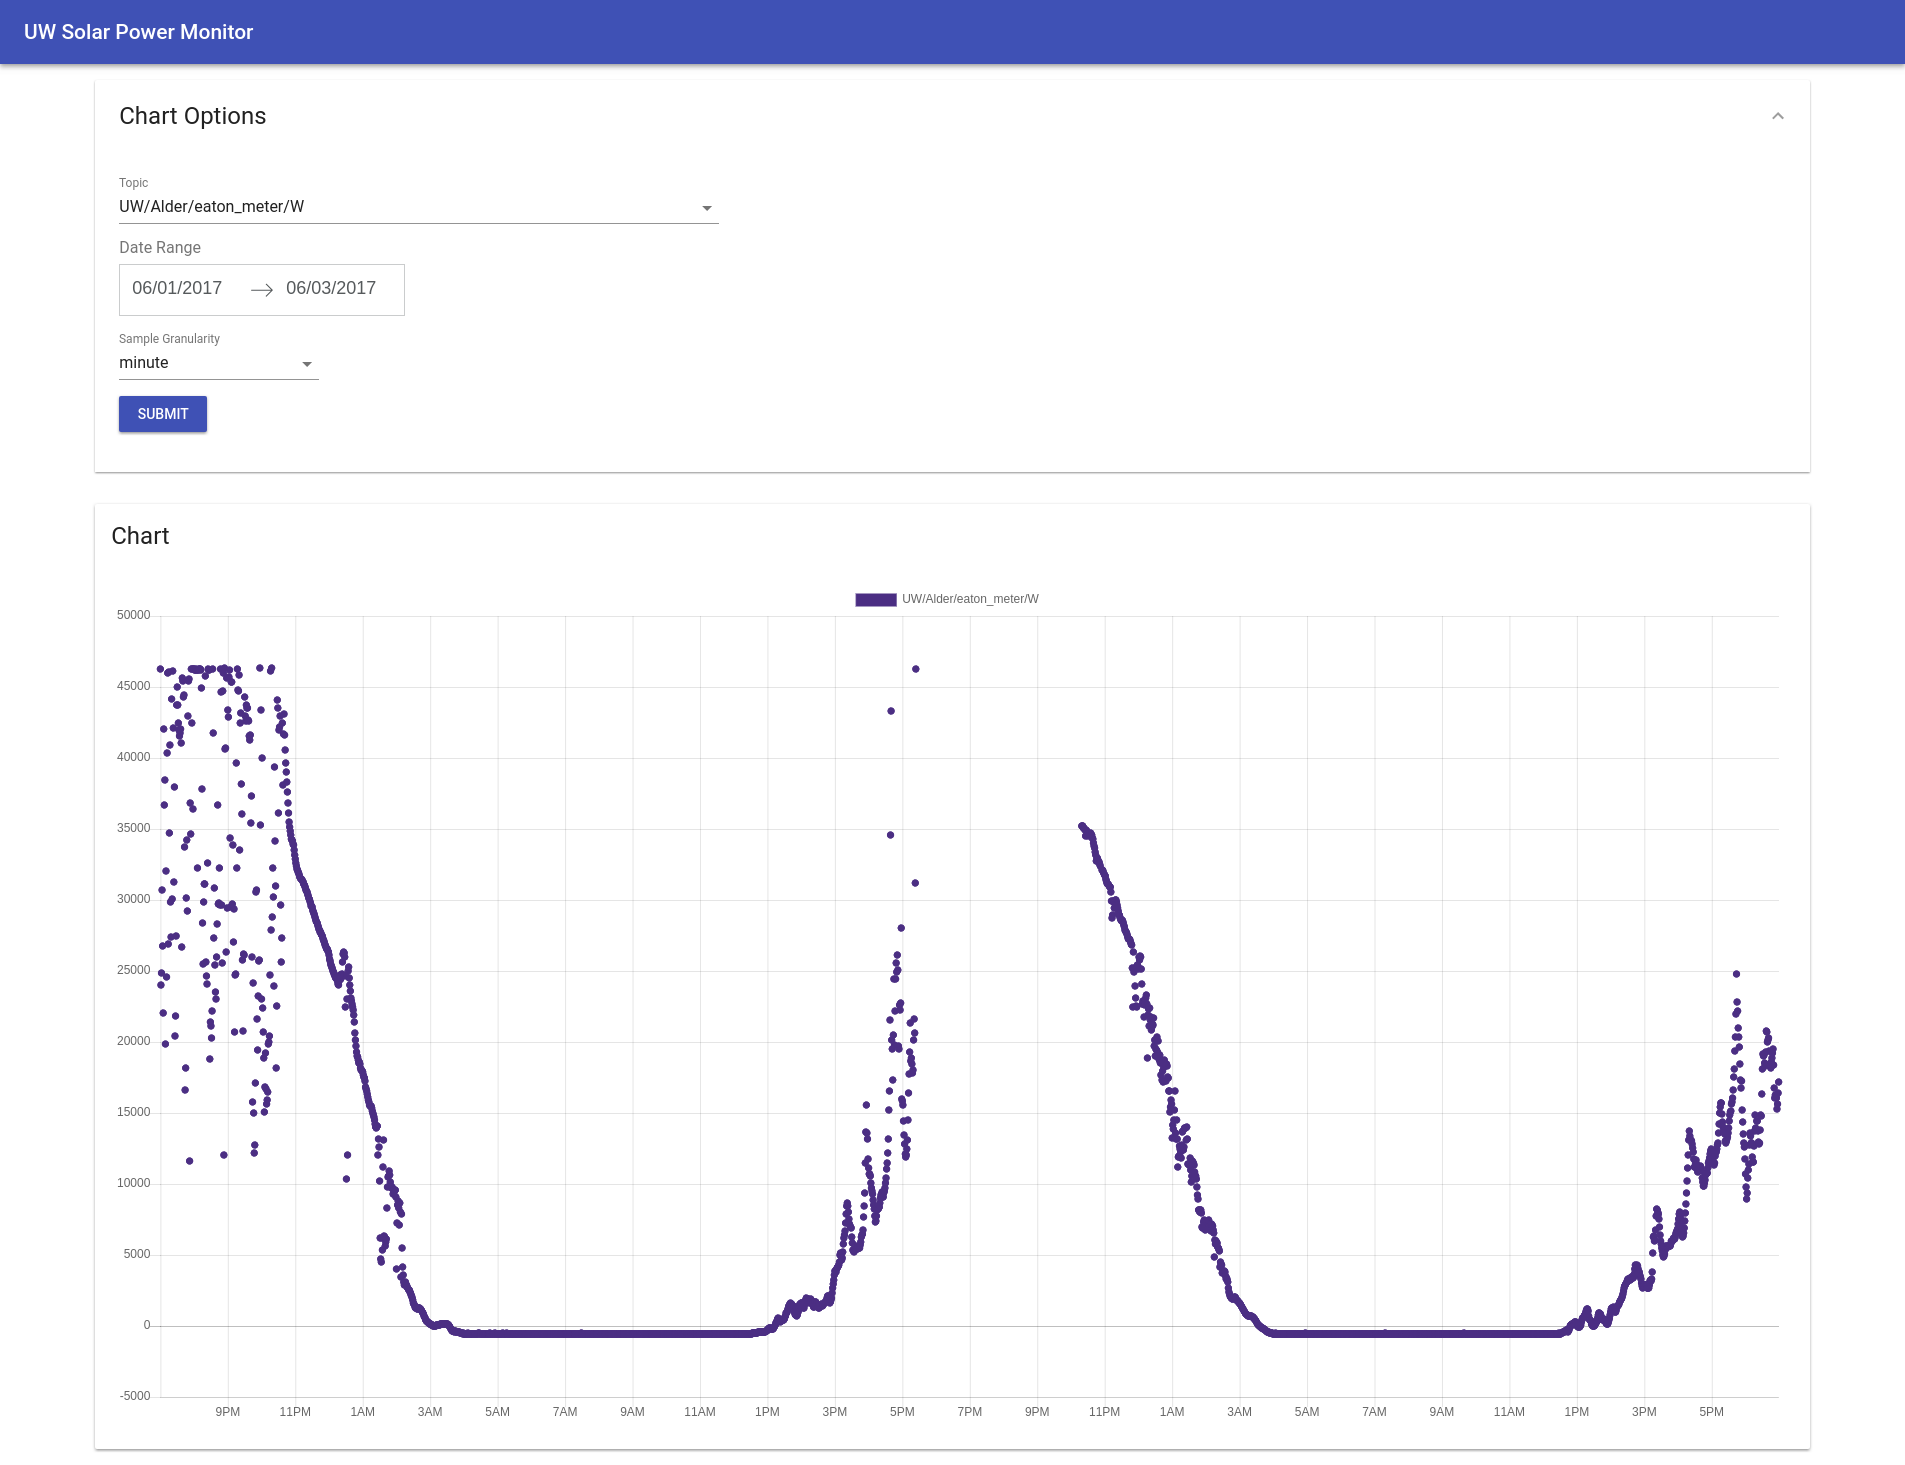 UW Solar Power Monitor
Chart Options
Topic
UW/Alder/eaton_meter/W
Date Range
06/01/2017
06/03/2017
Sample Granularity
minute
SUBMIT
Chart
UW/Alder/eaton_meter/W
50000
45000
40000
35000
30000
25000
20000
15000
10000
5000
0
-5000
9PM 11PM 1AM 3AM 5AM 7AM 9AM 11AM 1PM 3PM 5PM 7PM 9PM 11PM 1AM 3AM 5AM 7AM 9AM 11AM 1PM 3PM 5PM